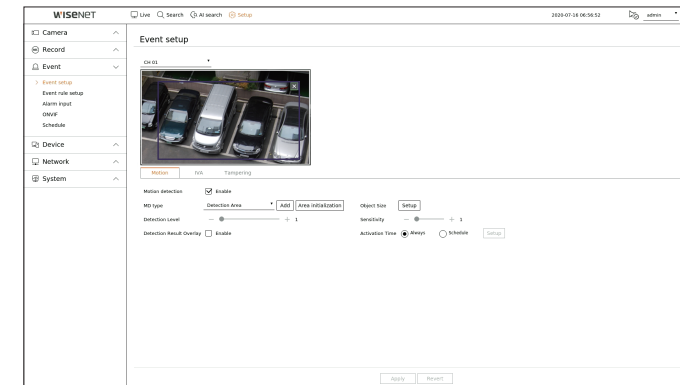 WISENET
Live Search AI search Setup 2020-07-16 06:56:52 admin
Camera
Record
Event
Event setup
Event rule setup
Alarm input
ONVIF
Schedule
Device
Network
System
Event setup
CH 01
Motion IVA Tampering
Motion detection Enable
MD type Detection Area Add Area initialization Object Size Setup
Detection Level 1 Sensitivity 1
Detection Result Overlay Enable Activation Time Always Schedule Setup
Apply Revert